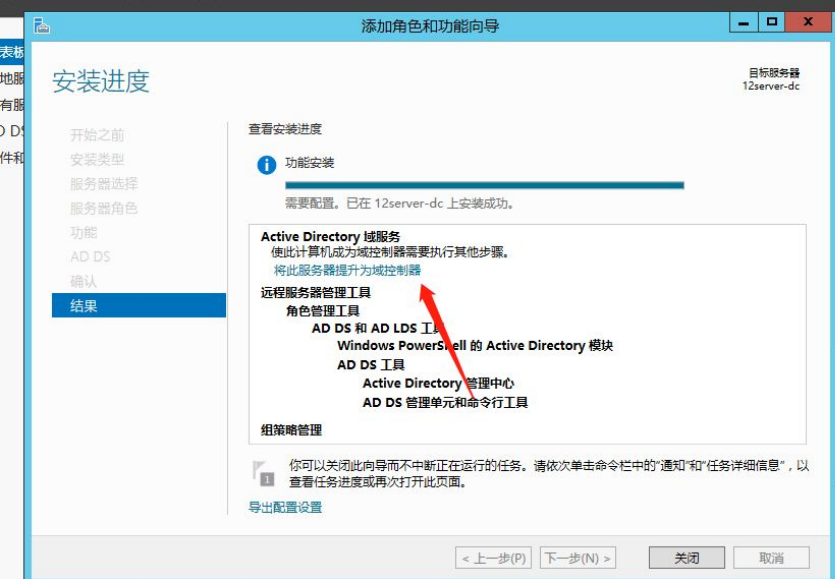 添加角色和功能向导
表板
地服
有服
D DS
件和
安装进度
目标服务器
12server-dc
开始之前
安装类型
服务器选择
服务器角色
功能
AD DS
确认
结果
查看安装进度
功能安装
需要配置。已在 12server-dc 上安装成功。
Active Directory 域服务
使此计算机成为域控制器需要执行其他步骤。
将此服务器提升为域控制器
远程服务器管理工具
角色管理工具
AD DS 和 AD LDS 工具
Windows PowerShell 的 Active Directory 模块
AD DS 工具
Active Directory 管理中心
AD DS 管理单元和命令行工具
组策略管理
1
你可以关闭此向导而不中断正在运行的任务。请依次单击命令栏中的"通知"和"任务详细信息"，以
查看任务进度或再次打开此页面。
导出配置设置
< 上一步(P)
下一步(N) >
关闭
取消